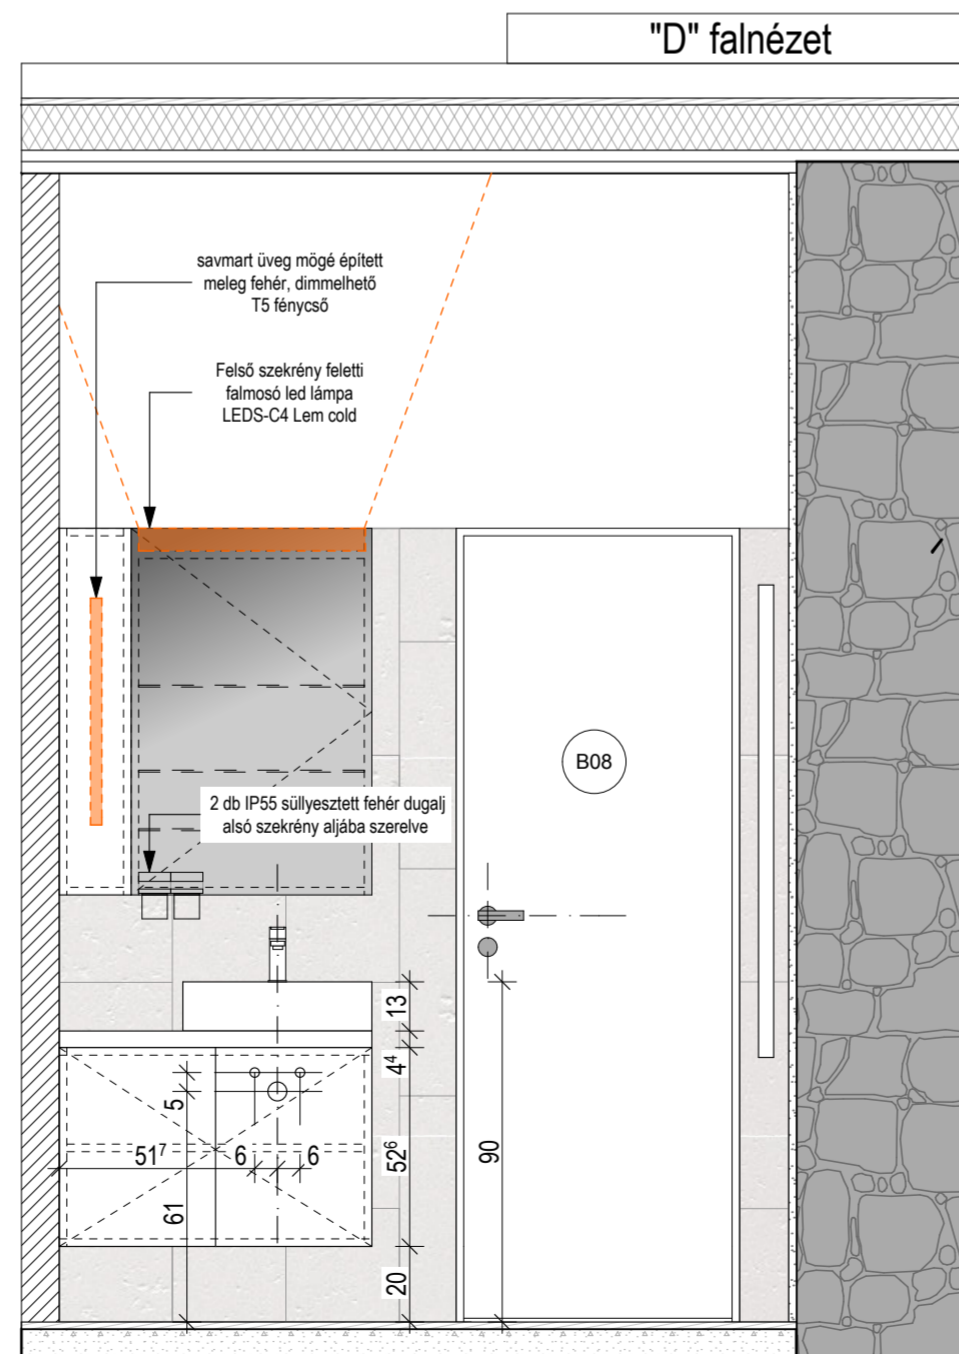 "D" falnézet
savmart üveg mögé épített
meleg fehér, dimmelhető
T5 fénycső
Felső szekrény feletti
falmosó led lámpa
LEDS-C4 Lem cold
B08
2 db IP55 süllyesztett fehér dugalj
alsó szekrény aljába szerelve
13
4⁴
5
51⁷
6
6
52⁶
90
61
20